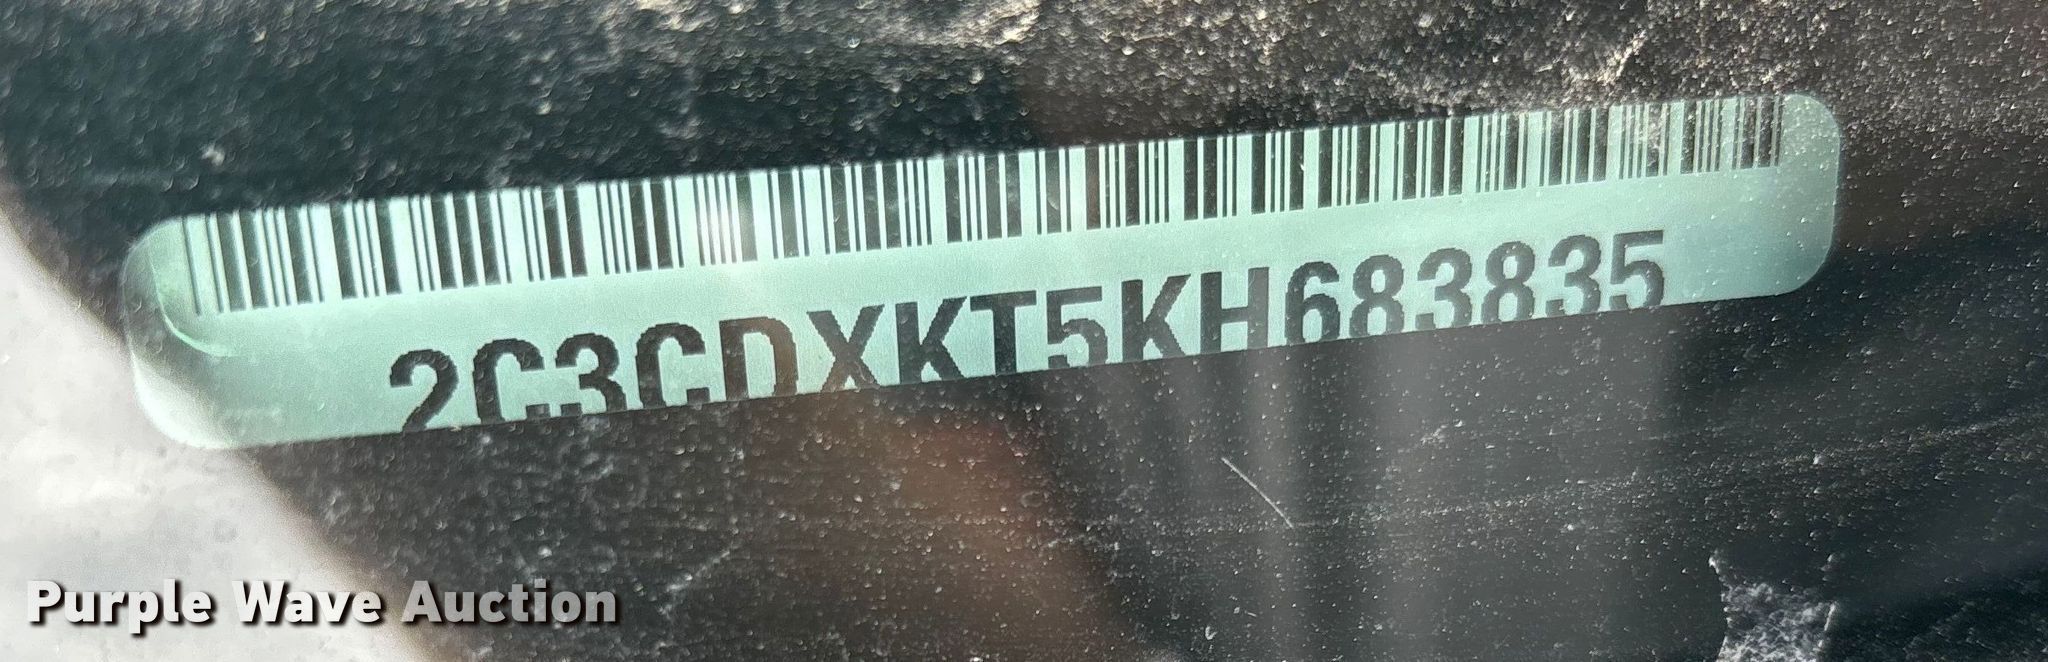 2C3CDXKT5KH683835
Purple Wave Auction